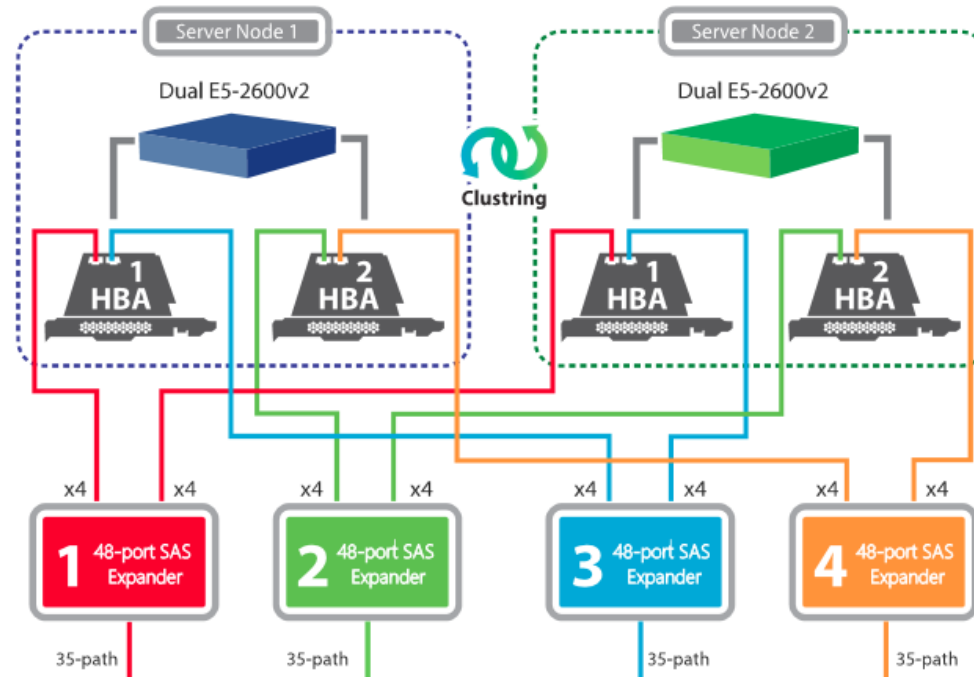 Server Node 1
Server Node 2
Dual E5-2600v2
Dual E5-2600v2
Clustring
1
HBA
2
HBA
1
HBA
2
HBA
x4
x4
x4
x4
x4
x4
x4
x4
1
48-port SAS
Expander
2
48-port SAS
Expander
3
48-port SAS
Expander
4
48-port SAS
Expander
35-path
35-path
35-path
35-path